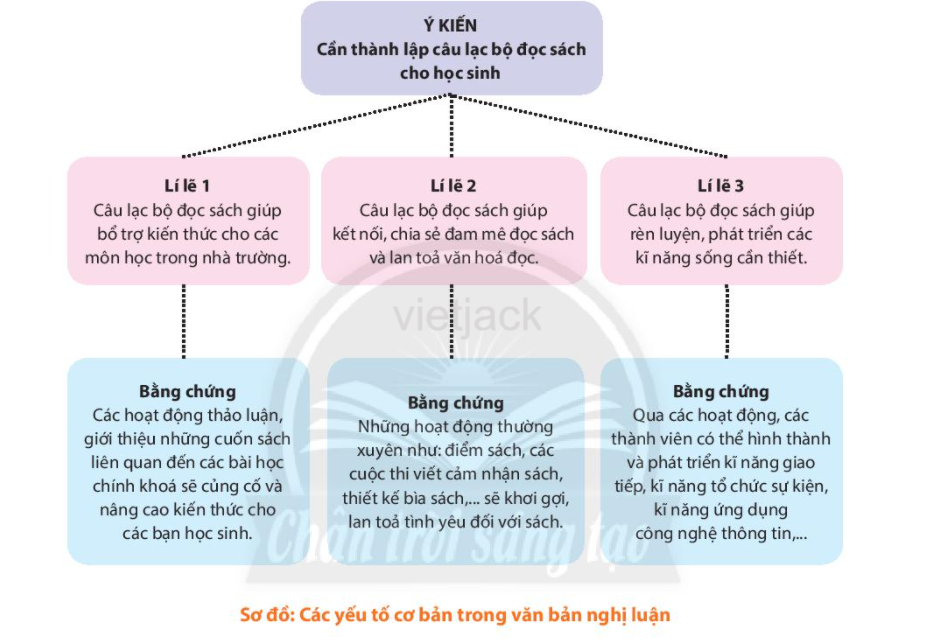 Ý KIẾN
Cần thành lập câu lạc bộ đọc sách
cho học sinh
Lí lẽ 1
Câu lạc bộ đọc sách giúp
bổ trợ kiến thức cho các
môn học trong nhà trường.
Lí lẽ 2
Câu lạc bộ đọc sách giúp
kết nối, chia sẻ đam mê đọc sách
và lan toả văn hoá đọc.
Lí lẽ 3
Câu lạc bộ đọc sách giúp
rèn luyện, phát triển các
kĩ năng sống cần thiết.
vietjack
Bằng chứng
Các hoạt động thảo luận,
giới thiệu những cuốn sách
liên quan đến các bài học
chính khoá sẽ củng cố và
nâng cao kiến thức cho
các bạn học sinh.
Bằng chứng
Những hoạt động thường
xuyên như: điểm sách, các
cuộc thi viết cảm nhận sách,
thiết kế bìa sách,... sẽ khơi gợi,
lan toả tình yêu đối với sách.
Bằng chứng
Qua các hoạt động, các
thành viên có thể hình thành
và phát triển kĩ năng giao
tiếp, kĩ năng tổ chức sự kiện,
kĩ năng ứng dụng
công nghệ thông tin,...
Chân trời sáng tạo
Sơ đồ: Các yếu tố cơ bản trong văn bản nghị luận